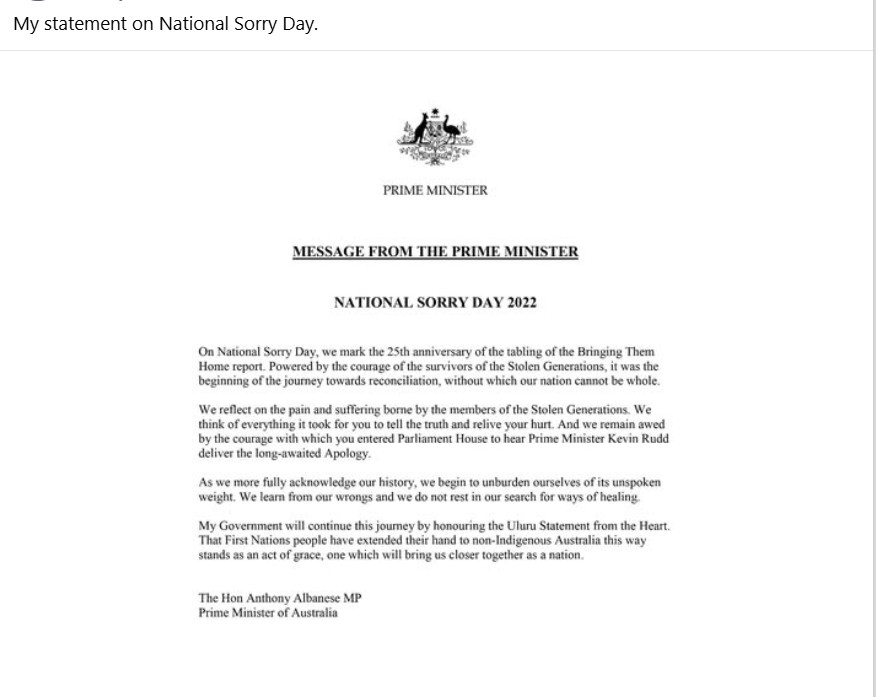 My statement on National Sorry Day.
PRIME MINISTER
MESSAGE FROM THE PRIME MINISTER
NATIONAL SORRY DAY 2022
On National Sorry Day, we mark the 25th anniversary of the tabling of the Bringing Them
Home report. Powered by the courage of the survivors of the Stolen Generations, it was the
beginning of the journey towards reconciliation, without which our nation cannot be whole.
We reflect on the pain and suffering borne by the members of the Stolen Generations. We
think of everything it took for you to tell the truth and relive your hurt. And we remain awed
by the courage with which you entered Parliament House to hear Prime Minister Kevin Rudd
deliver the long-awaited Apology.
As we more fully acknowledge our history, we begin to unburden ourselves of its unspoken
weight. We learn from our wrongs and we do not rest in our search for ways of healing.
My Government will continue this journey by honouring the Uluru Statement from the Heart.
That First Nations people have extended their hand to non-Indigenous Australia this way
stands as an act of grace, one which will bring us closer together as a nation.
The Hon Anthony Albanese MP
Prime Minister of Australia